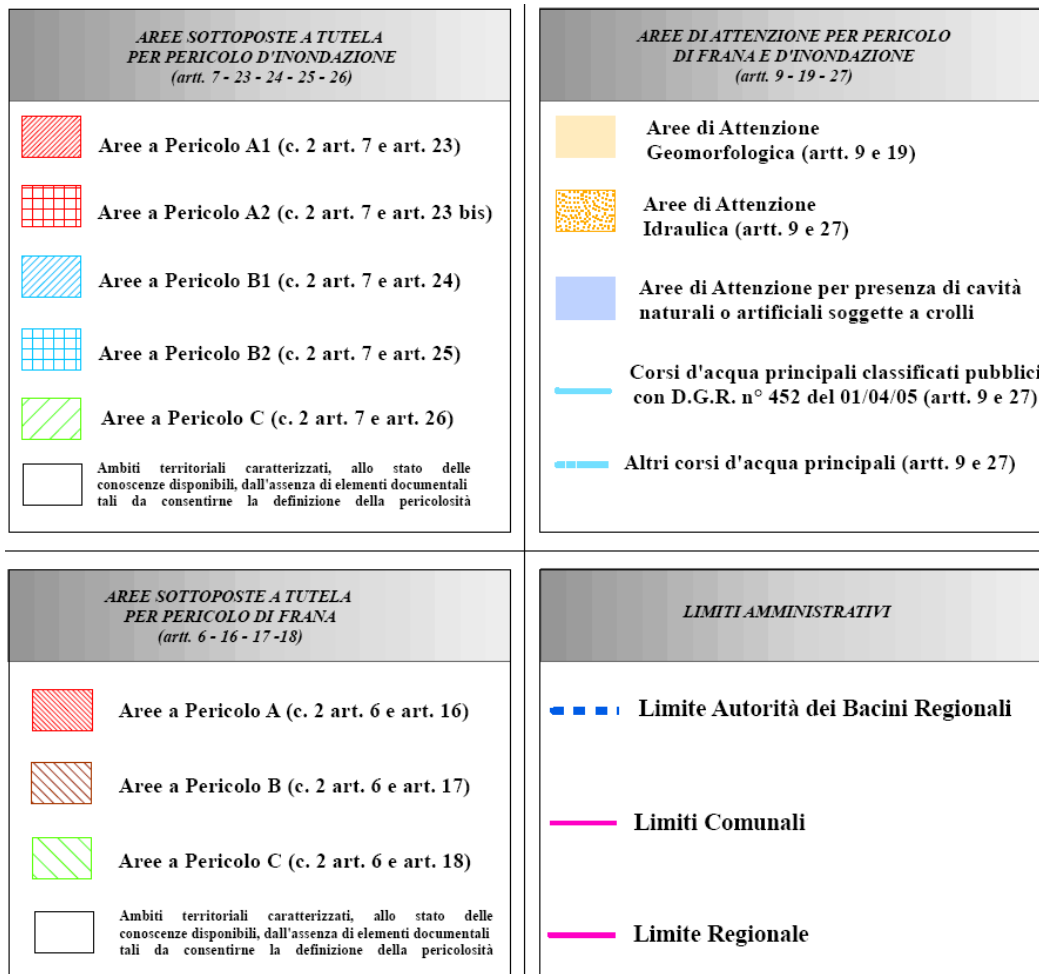 AREE SOTTOPOSTE A TUTELA
PER PERICOLO D'INONDAZIONE
(artt. 7 - 23 - 24 - 25 - 26)
Aree a Pericolo A1 (c. 2 art. 7 e art. 23)
Aree a Pericolo A2 (c. 2 art. 7 e art. 23 bis)
Aree a Pericolo B1 (c. 2 art. 7 e art. 24)
Aree a Pericolo B2 (c. 2 art. 7 e art. 25)
Aree a Pericolo C (c. 2 art. 7 e art. 26)
Ambiti territoriali caratterizzati, allo stato delle
conoscenze disponibili, dall'assenza di elementi documentali
tali da consentirne la definizione della pericolosità
AREE DI ATTENZIONE PER PERICOLO
DI FRANA E D'INONDAZIONE
(artt. 9 - 19 - 27)
Aree di Attenzione
Geomorfologica (artt. 9 e 19)
Aree di Attenzione
Idraulica (artt. 9 e 27)
Aree di Attenzione per presenza di cavità
naturali o artificiali soggette a crolli
Corsi d'acqua principali classificati pubblici
con D.G.R. n° 452 del 01/04/05 (artt. 9 e 27)
Altri corsi d'acqua principali (artt. 9 e 27)
AREE SOTTOPOSTE A TUTELA
PER PERICOLO DI FRANA
(artt. 6 - 16 - 17 -18)
Aree a Pericolo A (c. 2 art. 6 e art. 16)
Aree a Pericolo B (c. 2 art. 6 e art. 17)
Aree a Pericolo C (c. 2 art. 6 e art. 18)
Ambiti territoriali caratterizzati, allo stato delle
conoscenze disponibili, dall'assenza di elementi documentali
tali da consentirne la definizione della pericolosità
LIMITI AMMINISTRATIVI
Limite Autorità dei Bacini Regionali
Limiti Comunali
Limite Regionale